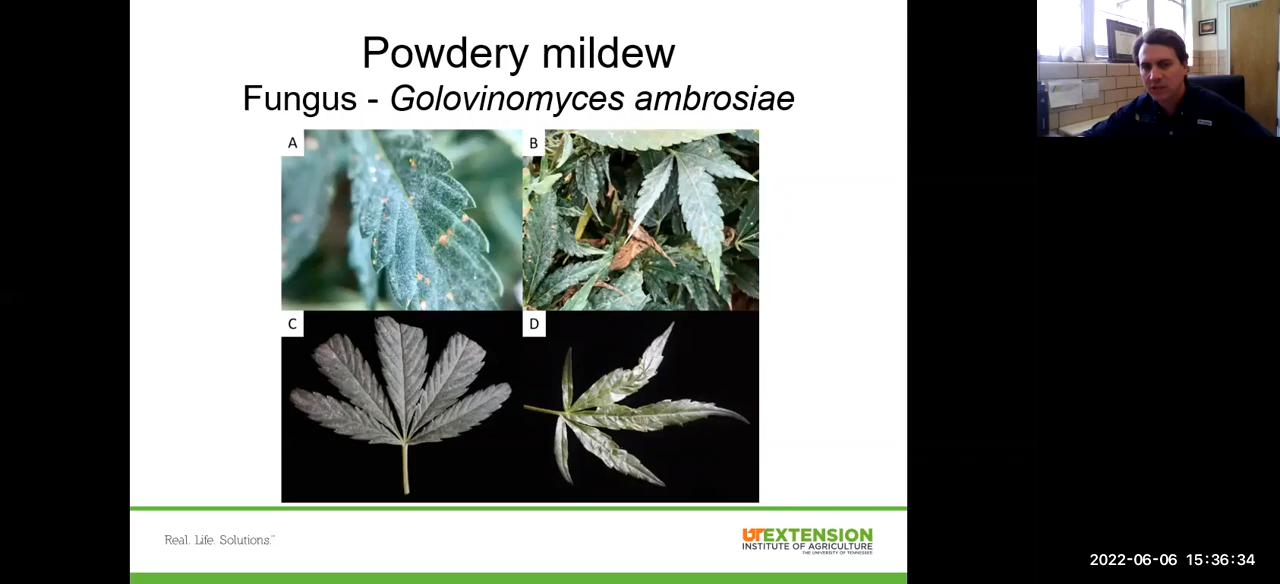 Powdery mildew
Fungus - Golovinomyces ambrosiae
A
B
C
D
Real. Life. Solutions.™
UTEXTENSION
INSTITUTE OF AGRICULTURE
THE UNIVERSITY OF TENNESSEE
2022-06-06 15:36:34